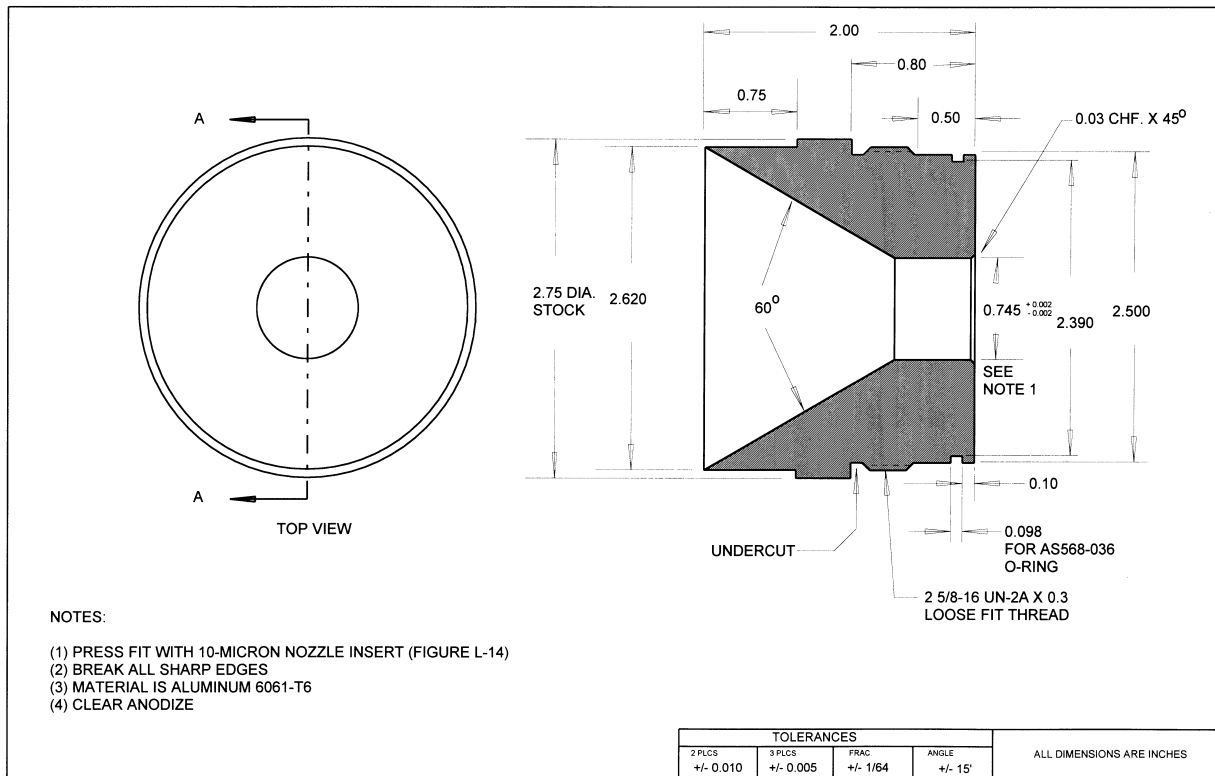 2.00
0.80
0.75
0.50
0.03 CHF. X 45⁰
A
2.75 DIA.
STOCK
2.620
60⁰
0.745 + 0.002
- 0.002
2.390
2.500
SEE
NOTE 1
A
TOP VIEW
0.10
UNDERCUT
0.098
FOR AS568-036
O-RING
2 5/8-16 UN-2A X 0.3
LOOSE FIT THREAD
NOTES:
(1) PRESS FIT WITH 10-MICRON NOZZLE INSERT (FIGURE L-14)
(2) BREAK ALL SHARP EDGES
(3) MATERIAL IS ALUMINUM 6061-T6
(4) CLEAR ANODIZE
TOLERANCES
2 PLCS 3 PLCS FRAC ANGLE
+/- 0.010 +/- 0.005 +/- 1/64 +/- 15'
ALL DIMENSIONS ARE INCHES